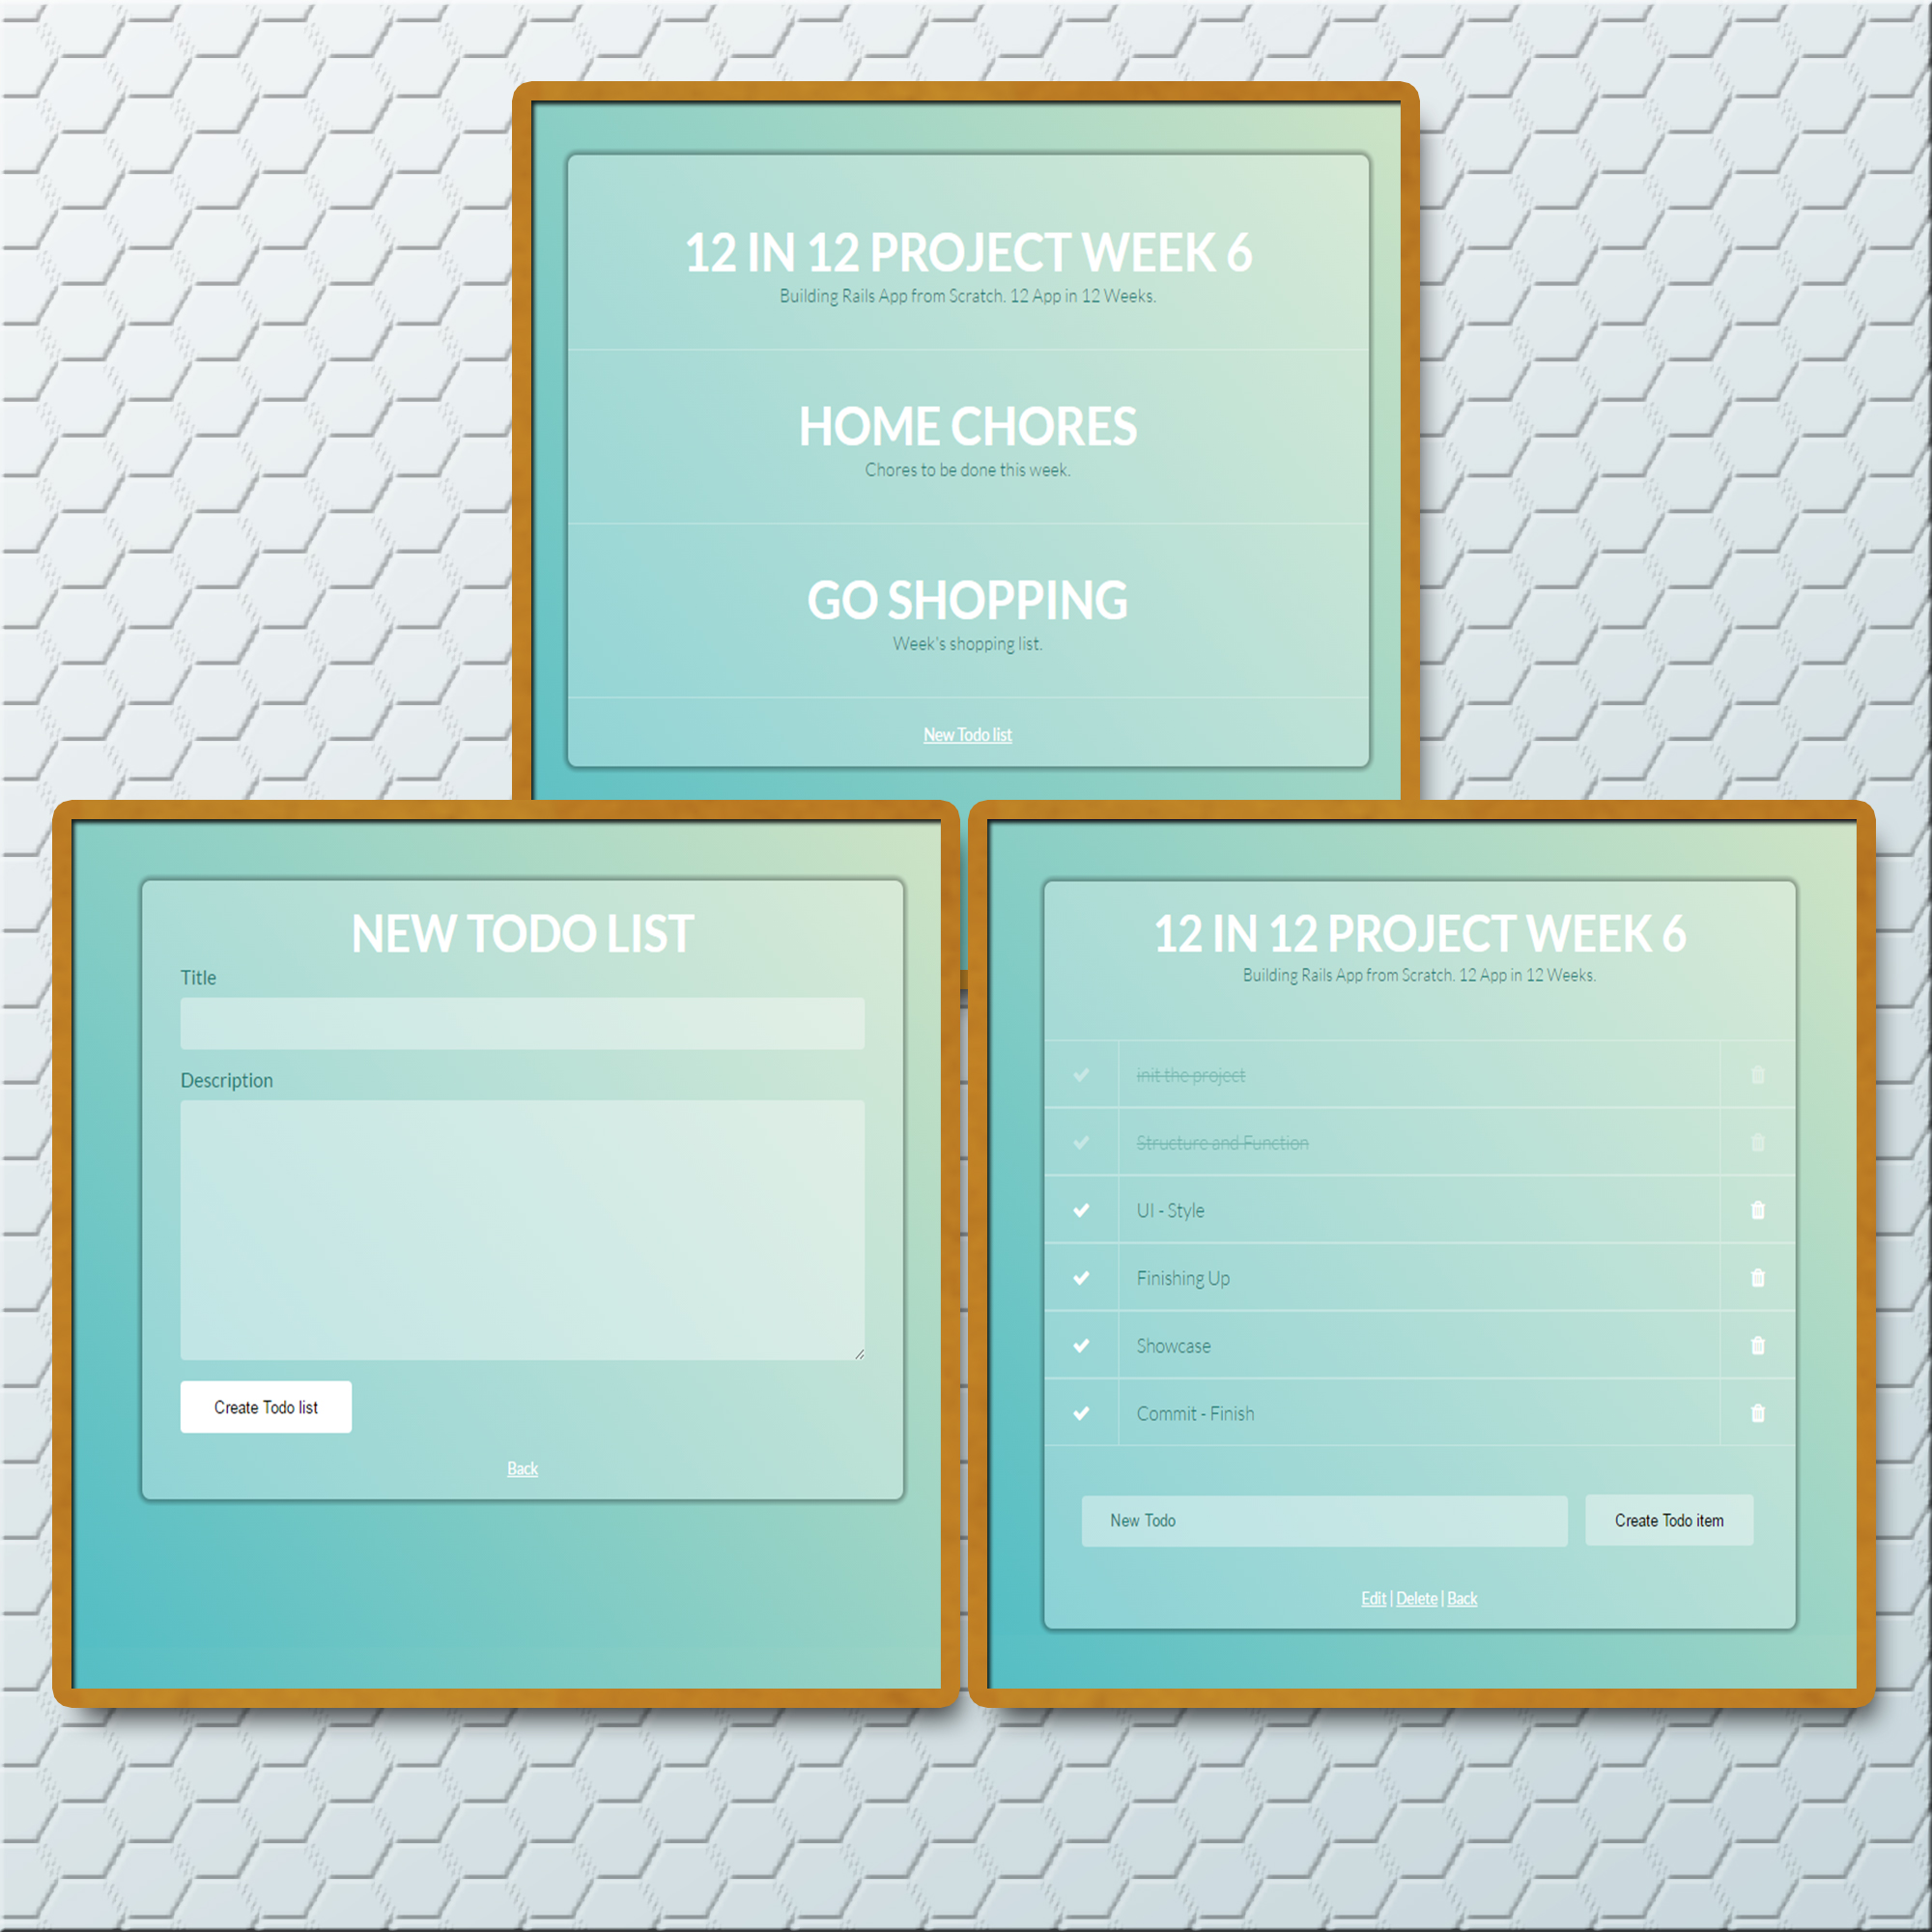 12 IN 12 PROJECT WEEK 6
Building Rails App from Scratch. 12 App in 12 Weeks.
HOME CHORES
Chores to be done this week.
GO SHOPPING
Week's shopping list.
New Todo list
NEW TODO LIST
Title
Description
Create Todo list
Back
12 IN 12 PROJECT WEEK 6
Building Rails App from Scratch. 12 App in 12 Weeks.
init the project
Structure and Function
UI - Style
Finishing Up
Showcase
Commit - Finish
New Todo
Create Todo item
Edit | Delete | Back